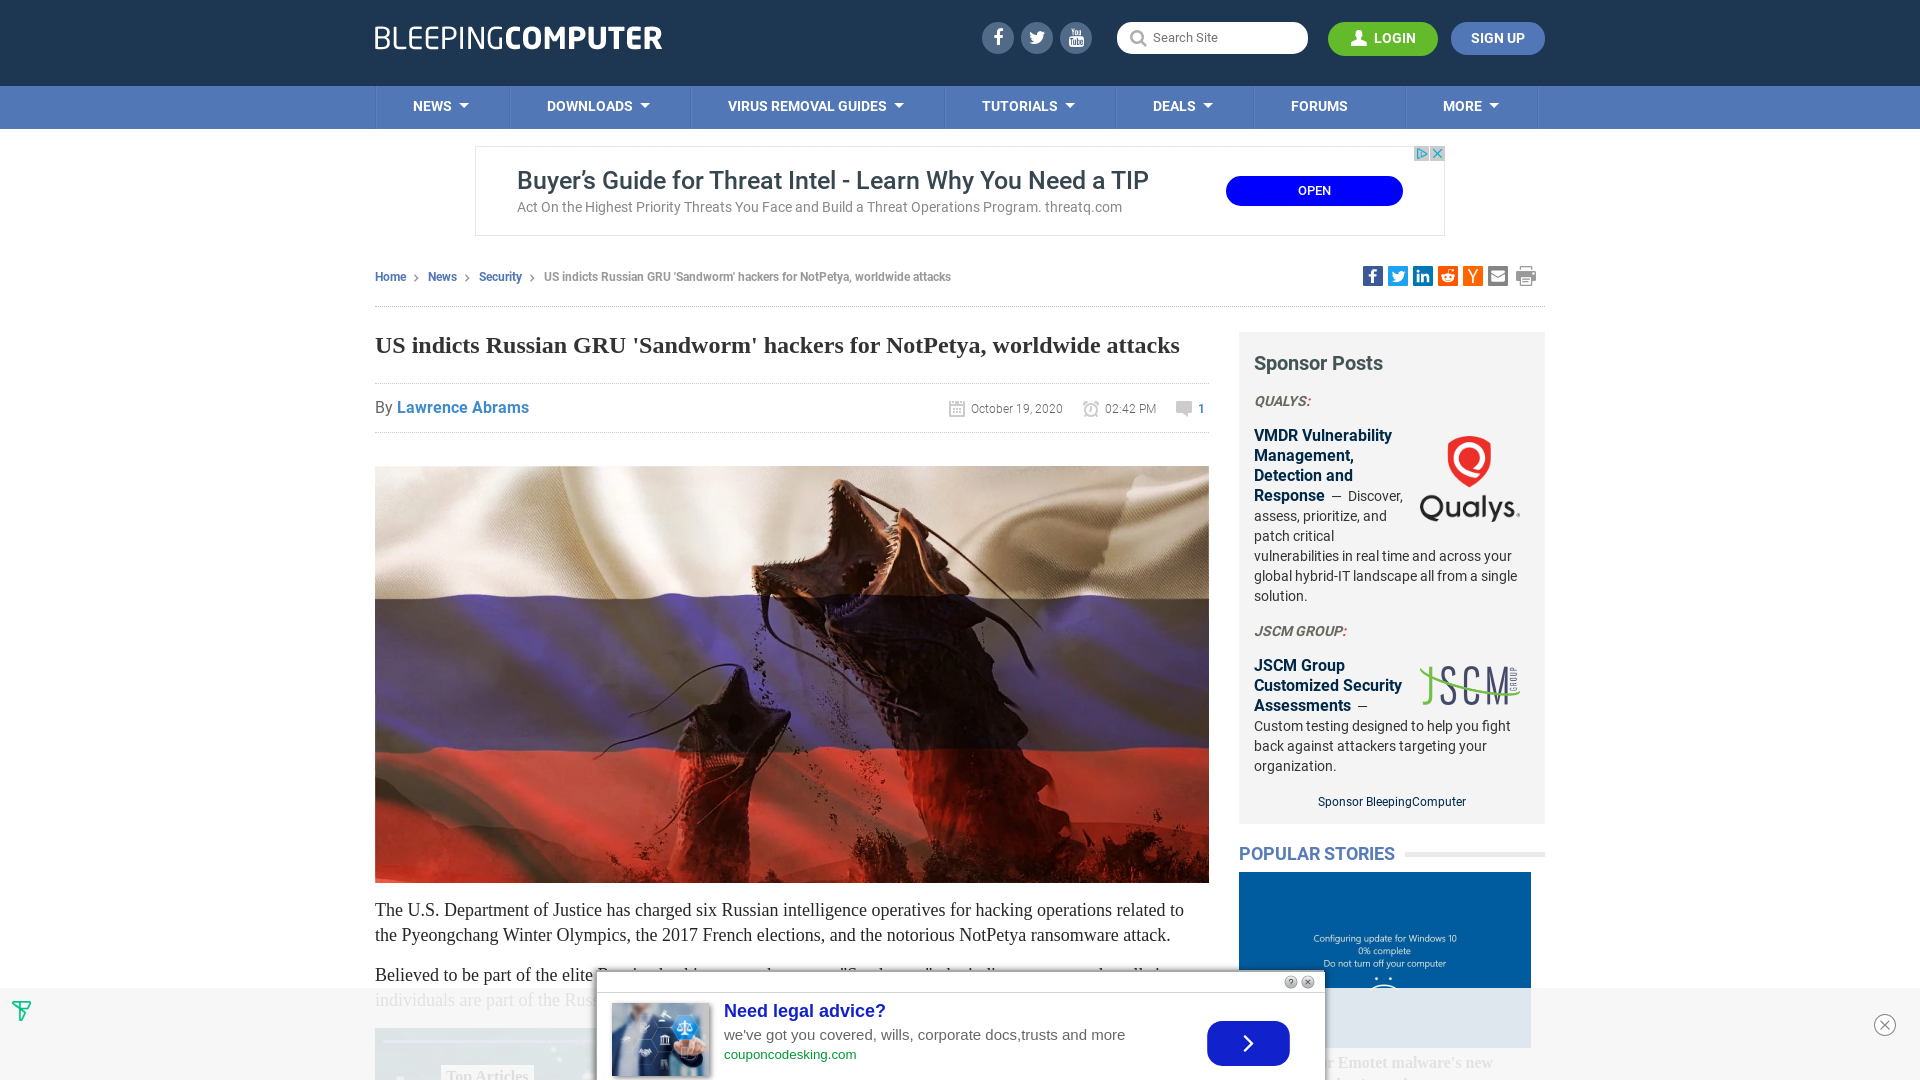 BLEEPINGCOMPUTER
You Tube
Search Site
LOGIN
SIGN UP
NEWS
DOWNLOADS
VIRUS REMOVAL GUIDES
TUTORIALS
DEALS
FORUMS
MORE
Buyer's Guide for Threat Intel - Learn Why You Need a TIP
Act On the Highest Priority Threats You Face and Build a Threat Operations Program. threatq.com
OPEN
Home
News
Security
US indicts Russian GRU 'Sandworm' hackers for NotPetya, worldwide attacks
US indicts Russian GRU 'Sandworm' hackers for NotPetya, worldwide attacks
By Lawrence Abrams
October 19, 2020
02:42 PM
1
The U.S. Department of Justice has charged six Russian intelligence operatives for hacking operations related to
the Pyeongchang Winter Olympics, the 2017 French elections, and the notorious NotPetya ransomware attack.
Believed to be part of the elite
individuals are part of the
Top Articles
Sponsor Posts
QUALYS:
VMDR Vulnerability
Management,
Detection and
Response – Discover,
assess, prioritize, and
patch critical
vulnerabilities in real time and across your
global hybrid-IT landscape all from a single
solution.
Qualys.
JSCM GROUP:
JSCM Group
Customized Security
Assessments –
Custom testing designed to help you fight
back against attackers targeting your
organization.
JSCM GROUP
Sponsor BleepingComputer
POPULAR STORIES
Configuring update for Windows 10
0% complete
Do not turn off your computer
Emotet malware's new
Need legal advice?
we've got you covered, wills, corporate docs,trusts and more
couponcodesking.com